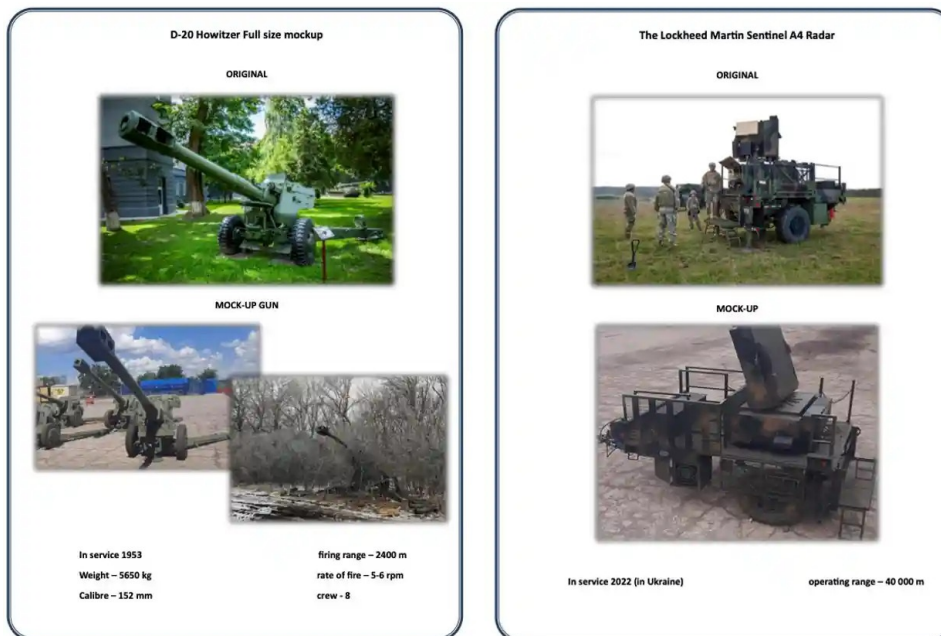 D-20 Howitzer Full size mockup
ORIGINAL
MOCK-UP GUN
In service 1953
firing range – 2400 m
Weight – 5650 kg
rate of fire – 5-6 rpm
Calibre – 152 mm
crew - 8
The Lockheed Martin Sentinel A4 Radar
ORIGINAL
MOCK-UP
In service 2022 (in Ukraine)
operating range – 40 000 m